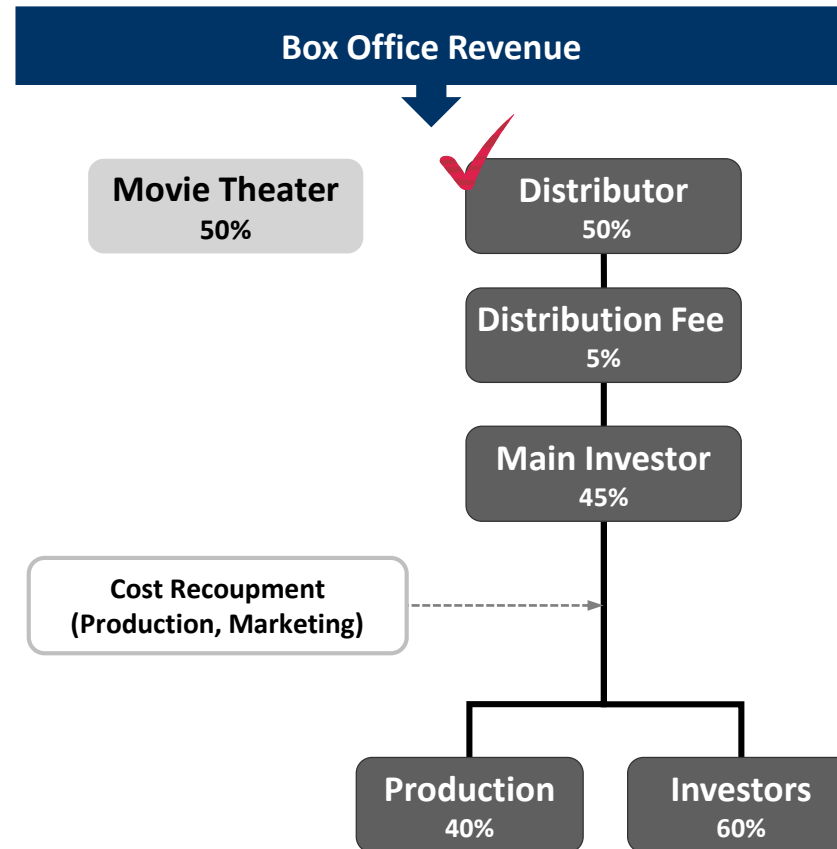 Box Office Revenue
Movie Theater
50%
Distributor
50%
Distribution Fee
5%
Main Investor
45%
Cost Recoupment
(Production, Marketing)
Production
40%
Investors
60%